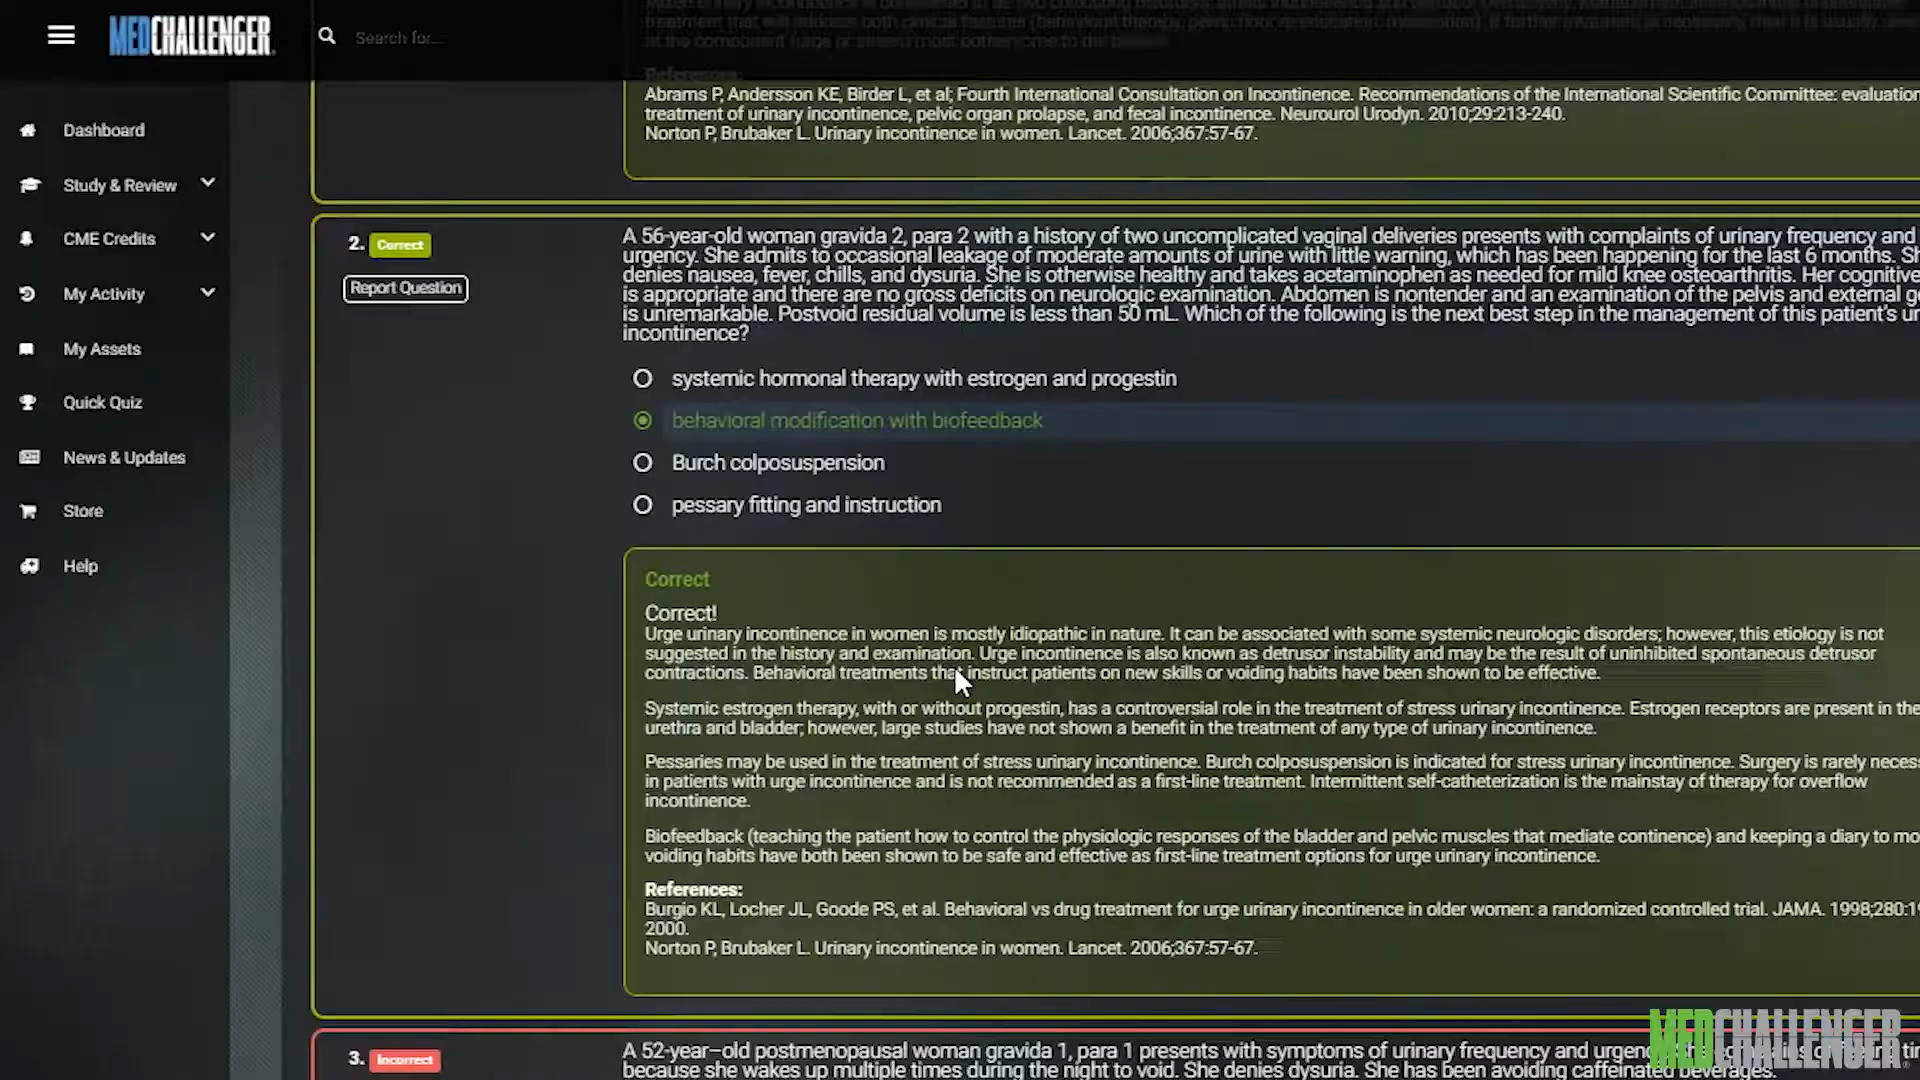 MEDCHALLENGER
Search for...
treatment that will address both clinical features (behavioral therapy, pelvic floor
References:
Abrams P, Andersson KE, Birder L, et al; Fourth International Consultation on Incontinence. Recommendations of the International Scientific Committee: evaluation
treatment of urinary incontinence, pelvic organ prolapse, and fecal incontinence. Neurourol Urodyn. 2010;29:213-240.
Norton P, Brubaker L. Urinary incontinence in women. Lancet. 2006;367:57-67.
Dashboard
Study & Review
CME Credits
My Activity
My Assets
Quick Quiz
News & Updates
Store
Help
2. Correct
Report Question
A 56-year-old woman gravida 2, para 2 with a history of two uncomplicated vaginal deliveries presents with complaints of urinary frequency and
urgency. She admits to occasional leakage of moderate amounts of urine with little warning, which has been happening for the last 6 months. Sh
denies nausea, fever, chills, and dysuria. She is otherwise healthy and takes acetaminophen as needed for mild knee osteoarthritis. Her cognitive
is appropriate and there are no gross deficits on neurologic examination. Abdomen is nontender and an examination of the pelvis and external ge
is unremarkable. Postvoid residual volume is less than 50 mL. Which of the following is the next best step in the management of this patient's ur
incontinence?
systemic hormonal therapy with estrogen and progestin
behavioral modification with biofeedback
Burch colposuspension
pessary fitting and instruction
Correct
Correct!
Urge urinary incontinence in women is mostly idiopathic in nature. It can be associated with some systemic neurologic disorders; however, this etiology is not
suggested in the history and examination. Urge incontinence is also known as detrusor instability and may be the result of uninhibited spontaneous detrusor
contractions. Behavioral treatments that instruct patients on new skills or voiding habits have been shown to be effective.
Systemic estrogen therapy, with or without progestin, has a controversial role in the treatment of stress urinary incontinence. Estrogen receptors are present in the
urethra and bladder; however, large studies have not shown a benefit in the treatment of any type of urinary incontinence.
Pessaries may be used in the treatment of stress urinary incontinence. Burch colposuspension is indicated for stress urinary incontinence. Surgery is rarely necess
in patients with urge incontinence and is not recommended as a first-line treatment. Intermittent self-catheterization is the mainstay of therapy for overflow
incontinence.
Biofeedback (teaching the patient how to control the physiologic responses of the bladder and pelvic muscles that mediate continence) and keeping a diary to mo
voiding habits have both been shown to be safe and effective as first-line treatment options for urge urinary incontinence.
References:
Burgio KL, Locher JL, Goode PS, et al. Behavioral vs drug treatment for urge urinary incontinence in older women: a randomized controlled trial. JAMA. 1998;280:19
2000.
Norton P, Brubaker L. Urinary incontinence in women. Lancet. 2006;367:57-67.
3. Incorrect
A 52-year–old postmenopausal woman gravida 1, para 1 presents with symptoms of urinary frequency and urgen
because she wakes up multiple times during the night to void. She denies dysuria. She has been avoiding caffeinated beverages.
MEDCHALLENGER